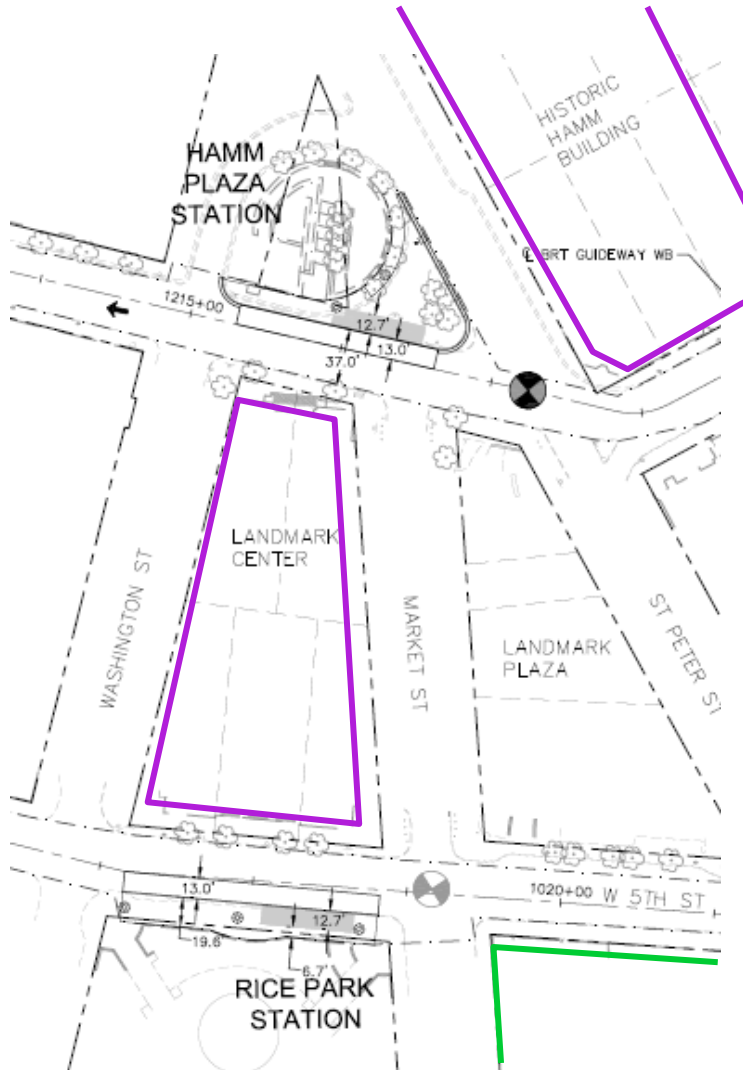 HISTORIC
HAMM
BUILDING
HAMM
PLAZA
STATION
℄ BRT GUIDEWAY WB
1215+00
12.7'
13.0'
37.0'
LANDMARK
CENTER
WASHINGTON ST
MARKET ST
ST PETER ST
LANDMARK
PLAZA
13.0'
12.7'
1020+00 W 5TH ST
19.6'
6.7'
RICE PARK
STATION